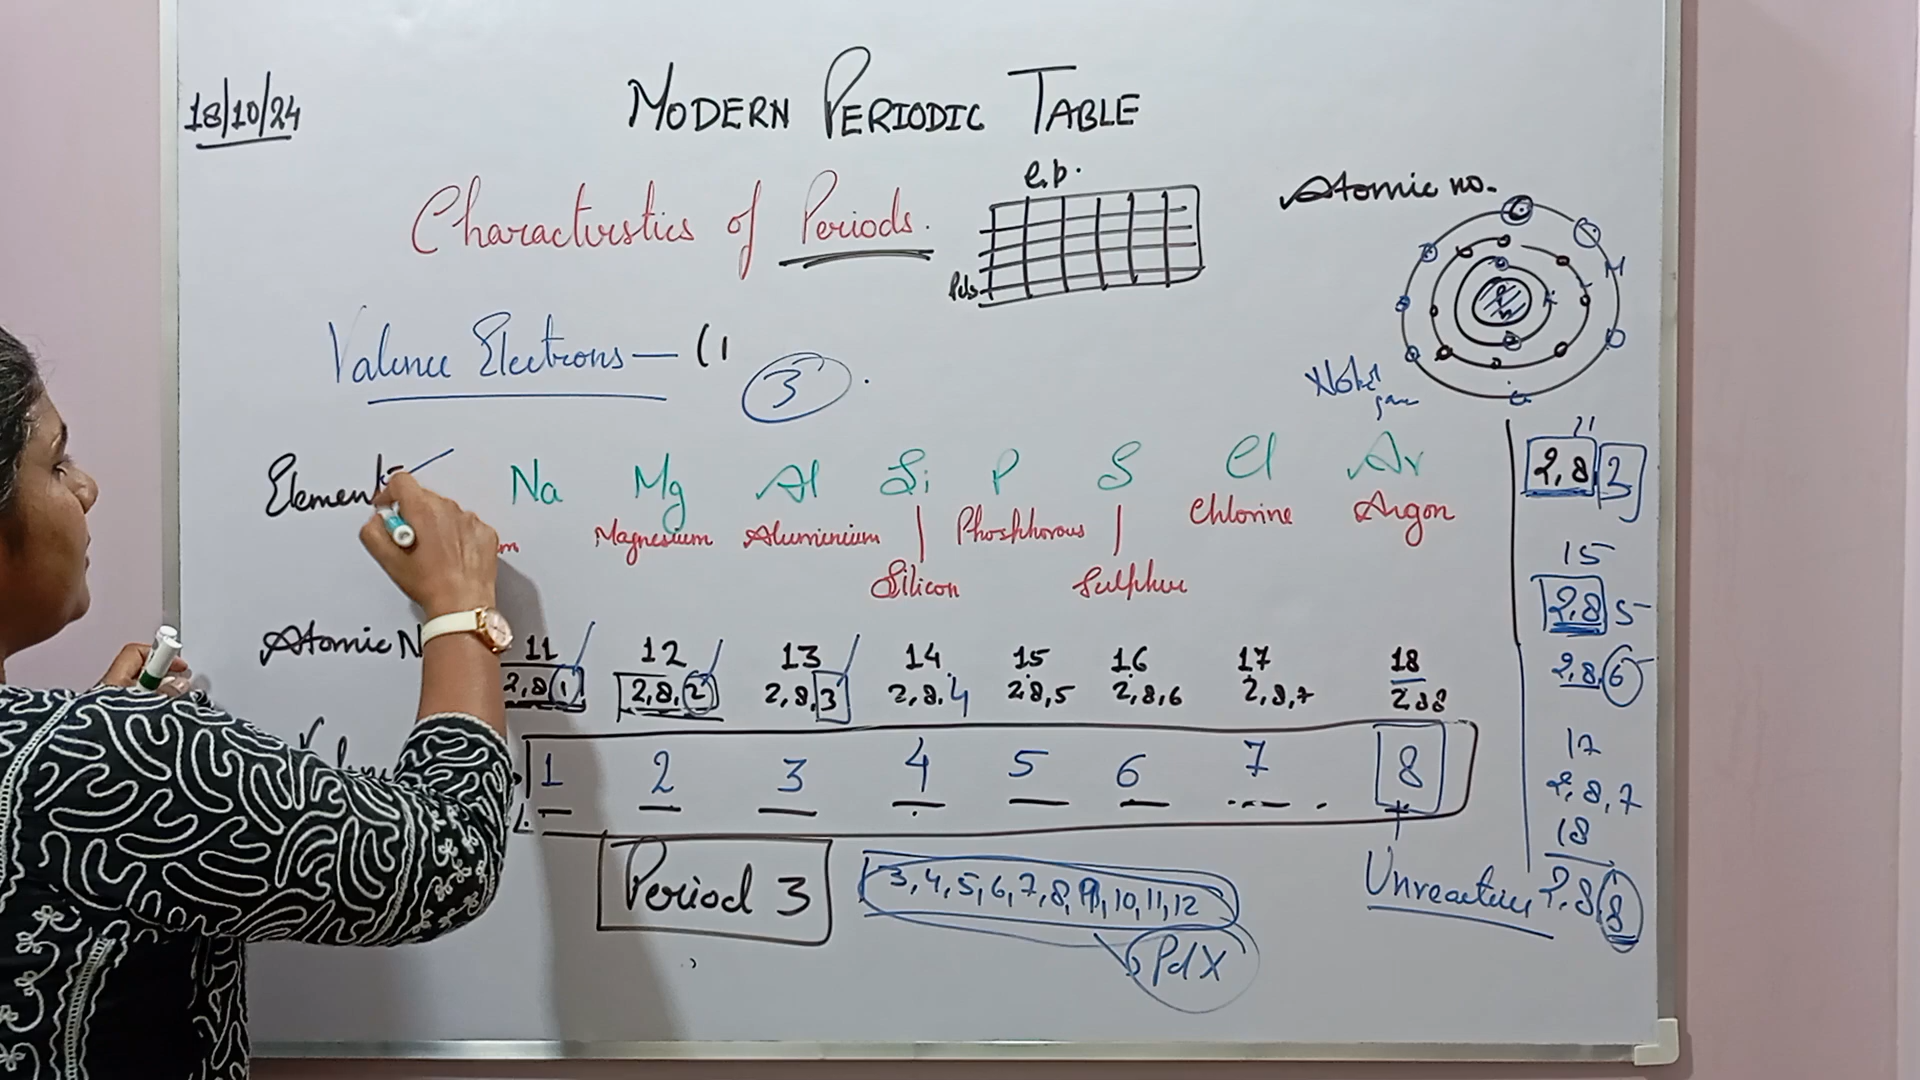 18/10/24
MODERN PERIODIC TABLE
Characteristics of Periods.
e.p.
Pds
Atomic no.
Valence Electrons — (1
3
M
Element
Na Mg Al Si P S Cl Ar
m Magnesium Aluminium Phoshhorous Chlorine Argon
Silicon Sulphur
Atomic N
11 12 13 14 15 16 17 18
2,8,1 2,8,2 2,8,3 2,8,4 2,8,5 2,8,6 2,8,7 2,8,8
1 2 3 4 5 6 7 8
Period 3
3,4,5,6,7,8,9,10,11,12
Pd X
Unreactive
11
2,8,3
15
2,8,5
2,8,6
17
2,8,7
18
2,8,8